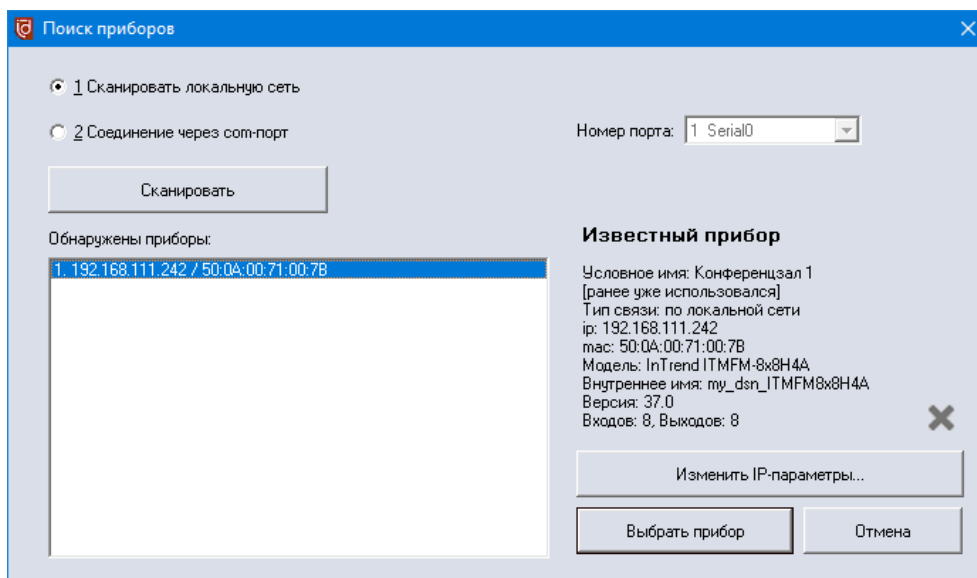 Поиск приборов
1 Сканировать локальную сеть
2 Соединение через com-порт
Номер порта: 1 Serial0
Сканировать
Обнаружены приборы:
1. 192.168.111.242 / 50:0A:00:71:00:7B
Известный прибор
Условное имя: Конференцзал 1
[ранее уже использовался]
Тип связи: по локальной сети
ip: 192.168.111.242
mac: 50:0A:00:71:00:7B
Модель: InTrend ITMFM-8x8H4A
Внутреннее имя: my_dsn_ITMFM8x8H4A
Версия: 37.0
Входов: 8, Выходов: 8
Изменить IP-параметры...
Выбрать прибор
Отмена